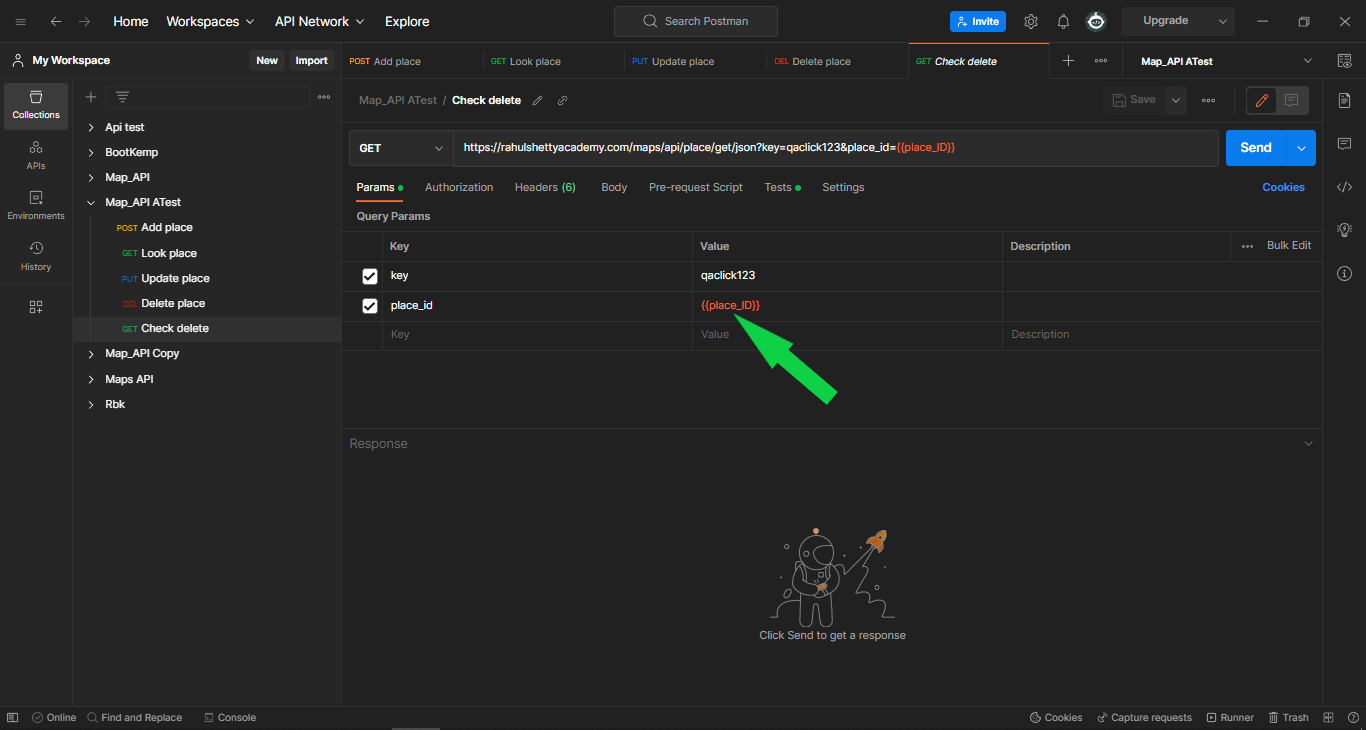 Home Workspaces API Network Explore Search Postman Invite Upgrade
My Workspace New Import POST Add place GET Look place PUT Update place DEL Delete place GET Check delete Map_API ATest
Collections
APIs
Environments
History
Api test
BootKemp
Map_API
Map_API ATest
POST Add place
GET Look place
PUT Update place
DEL Delete place
GET Check delete
Map_API Copy
Maps API
Rbk
Map_API ATest / Check delete Save
GET https://rahulshettyacademy.com/maps/api/place/get/json?key=qaclick123&place_id={{place_ID}} Send
Params Authorization Headers (6) Body Pre-request Script Tests Settings Cookies
Query Params
Key Value Description Bulk Edit
key qaclick123
place_id {{place_ID}}
Key Value Description
Response
Click Send to get a response
Online Find and Replace Console Cookies Capture requests Runner Trash